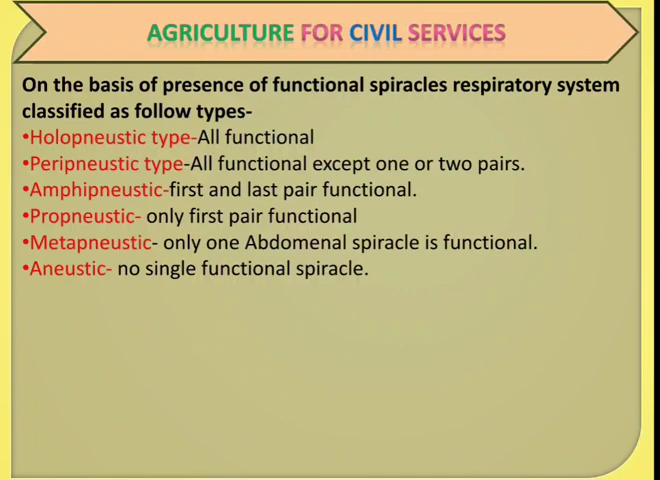 AGRICULTURE FOR CIVIL SERVICES
On the basis of presence of functional spiracles respiratory system
classified as follow types-
•Holopneustic type-All functional
•Peripneustic type-All functional except one or two pairs.
•Amphipneustic-first and last pair functional.
•Propneustic- only first pair functional
•Metapneustic- only one Abdomenal spiracle is functional.
•Aneustic- no single functional spiracle.